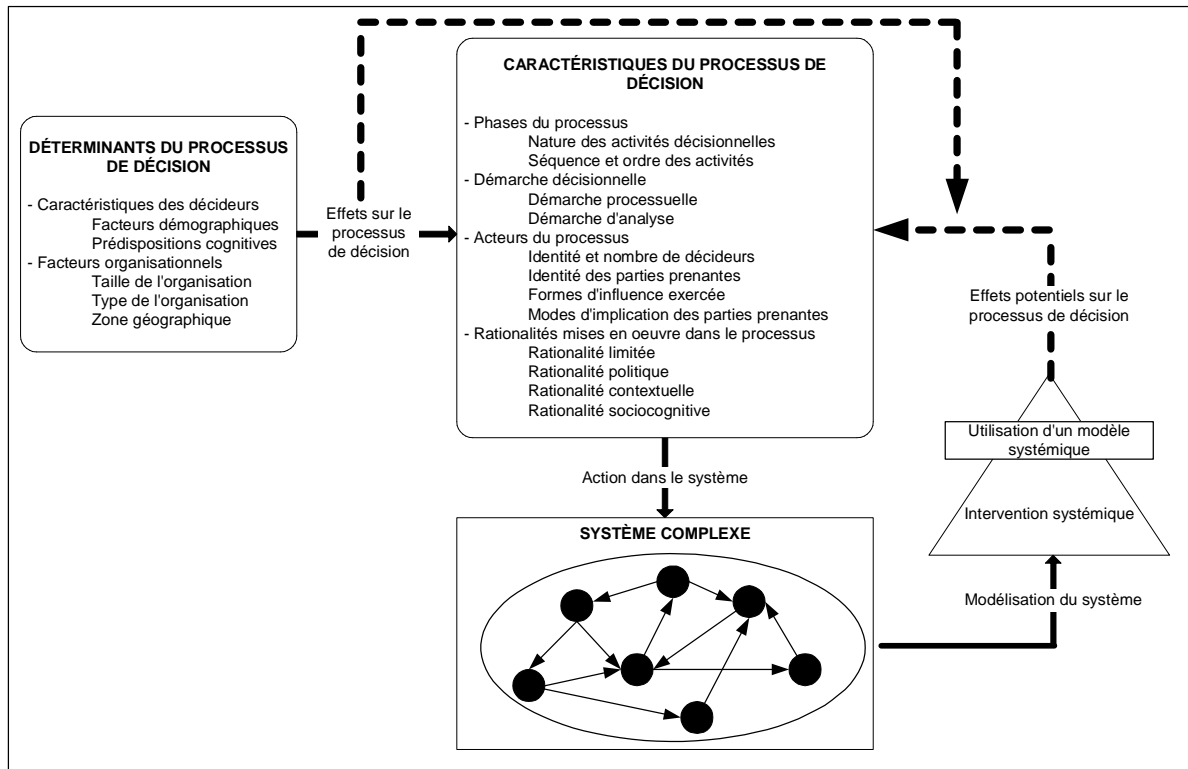 DÉTERMINANTS DU PROCESSUS
DE DÉCISION
- Caractéristiques des décideurs
Facteurs démographiques
Prédispositions cognitives
- Facteurs organisationnels
Taille de l'organisation
Type de l'organisation
Zone géographique
Effets sur le
processus
de décision
CARACTÉRISTIQUES DU PROCESSUS DE
DÉCISION
- Phases du processus
Nature des activités décisionnelles
Séquence et ordre des activités
- Démarche décisionnelle
Démarche processuelle
Démarche d'analyse
- Acteurs du processus
Identité et nombre de décideurs
Identité des parties prenantes
Formes d'influence exercée
Modes d'implication des parties prenantes
- Rationalités mises en oeuvre dans le processus
Rationalité limitée
Rationalité politique
Rationalité contextuelle
Rationalité sociocognitive
Action dans le système
SYSTÈME COMPLEXE
Modélisation du système
Intervention systémique
Utilisation d'un modèle
systémique
Effets potentiels sur le
processus de décision